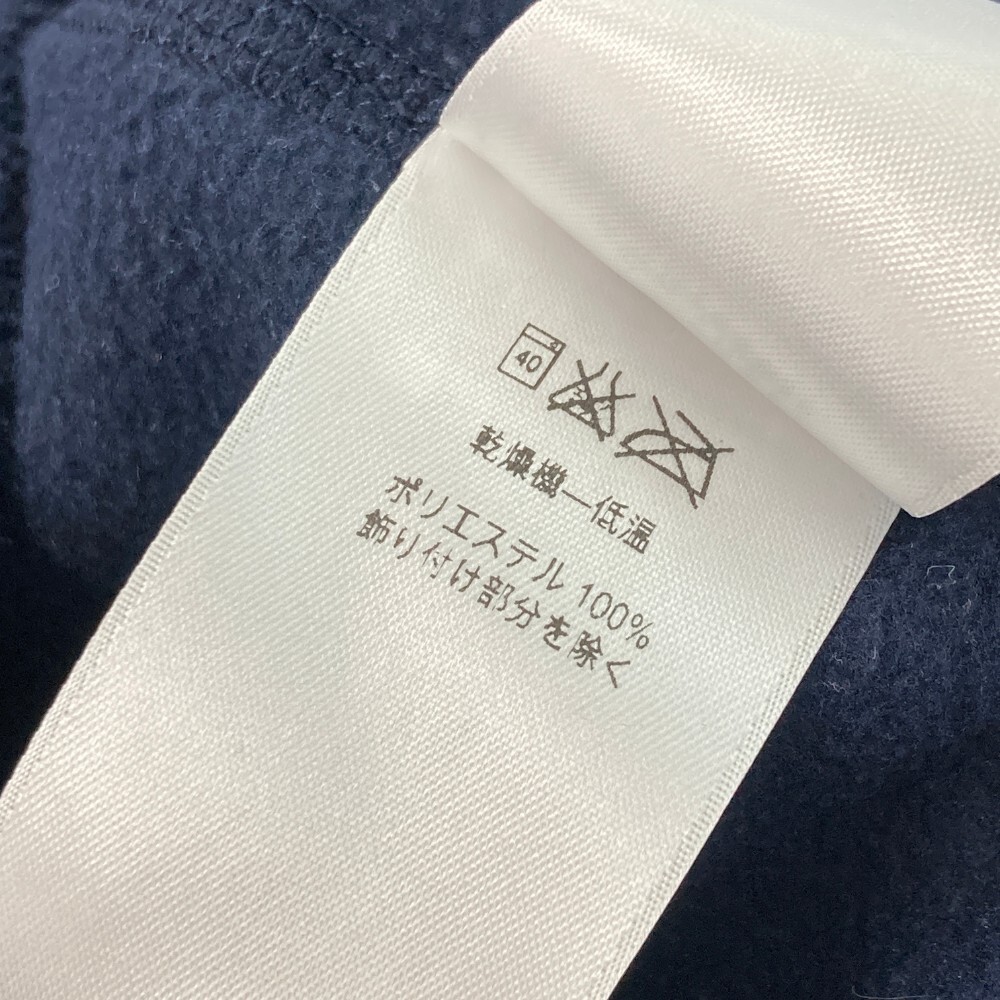 40
乾燥機—低温
ポリエステル 100%
飾り付け部分を除く